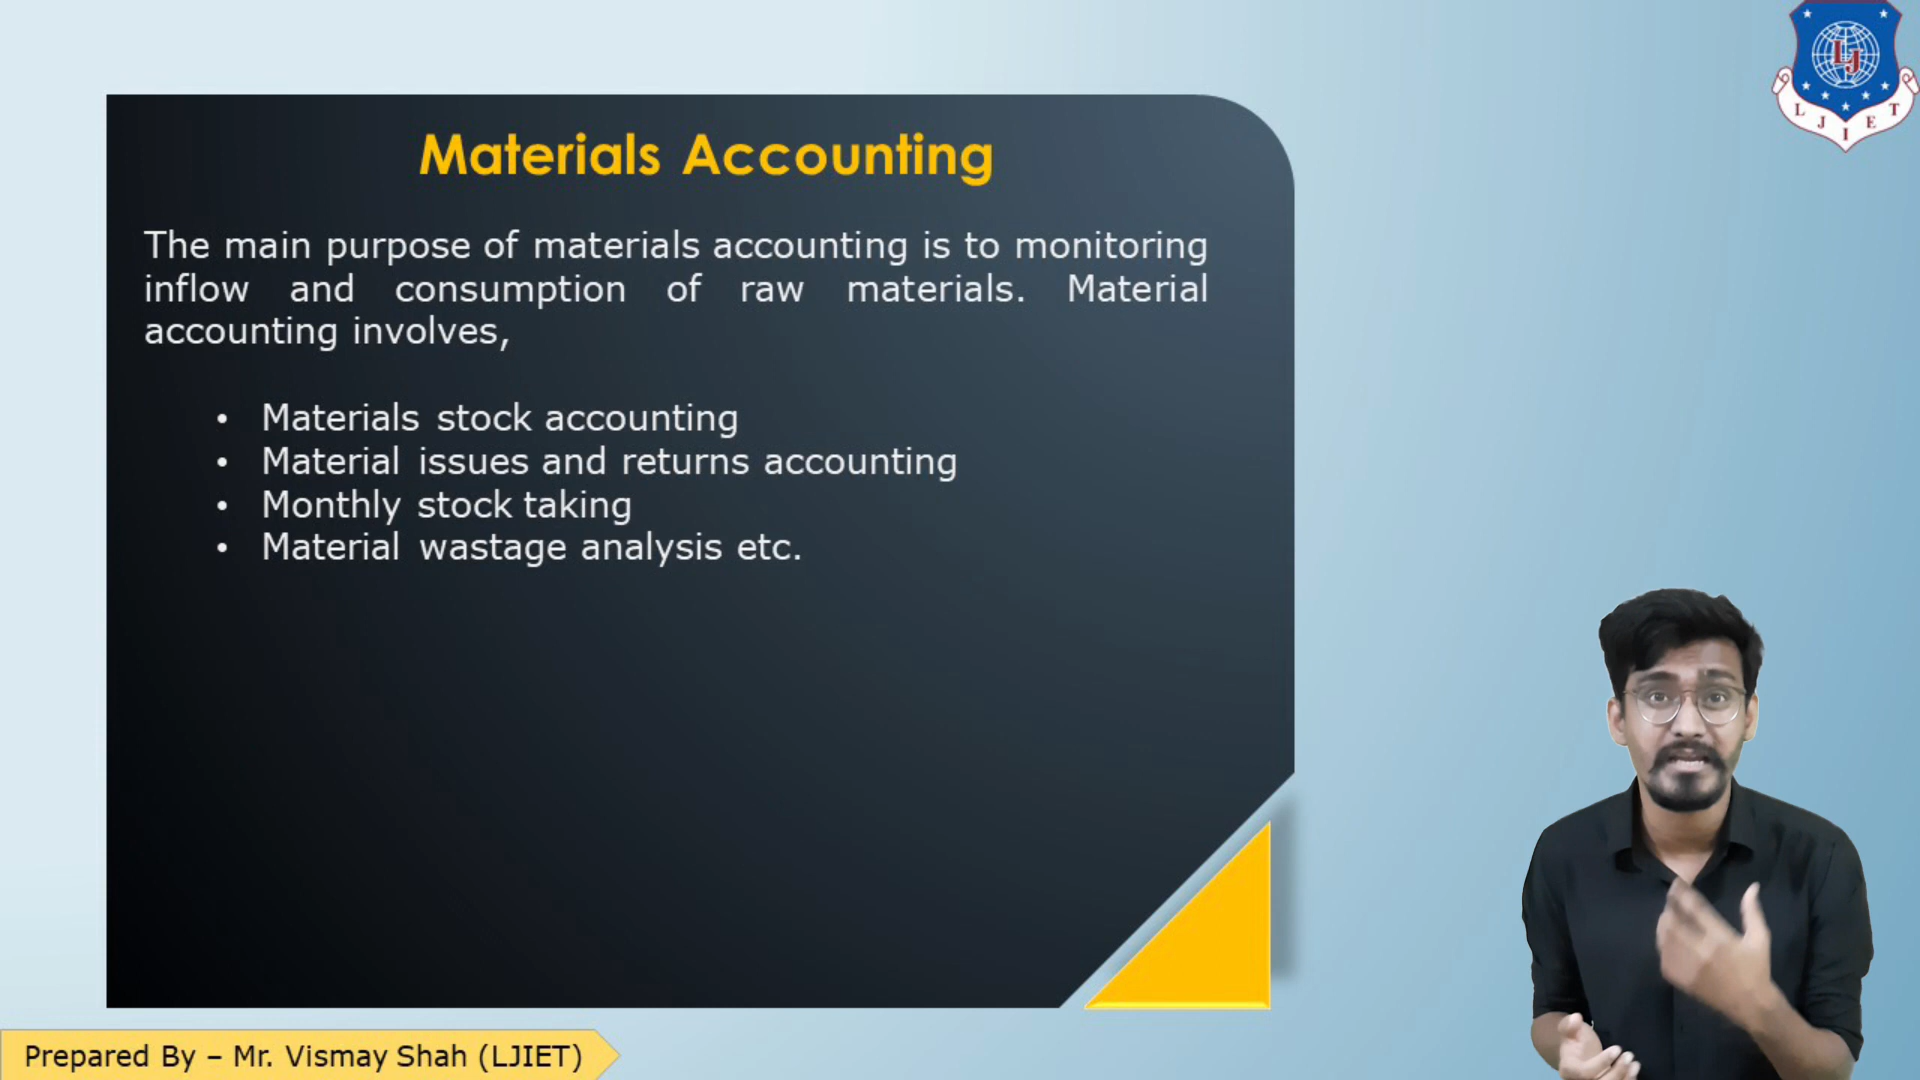 Materials Accounting
The main purpose of materials accounting is to monitoring
inflow and consumption of raw materials. Material
accounting involves,
• Materials stock accounting
• Material issues and returns accounting
• Monthly stock taking
• Material wastage analysis etc.
LJ
L J I E T
Prepared By – Mr. Vismay Shah (LJIET)